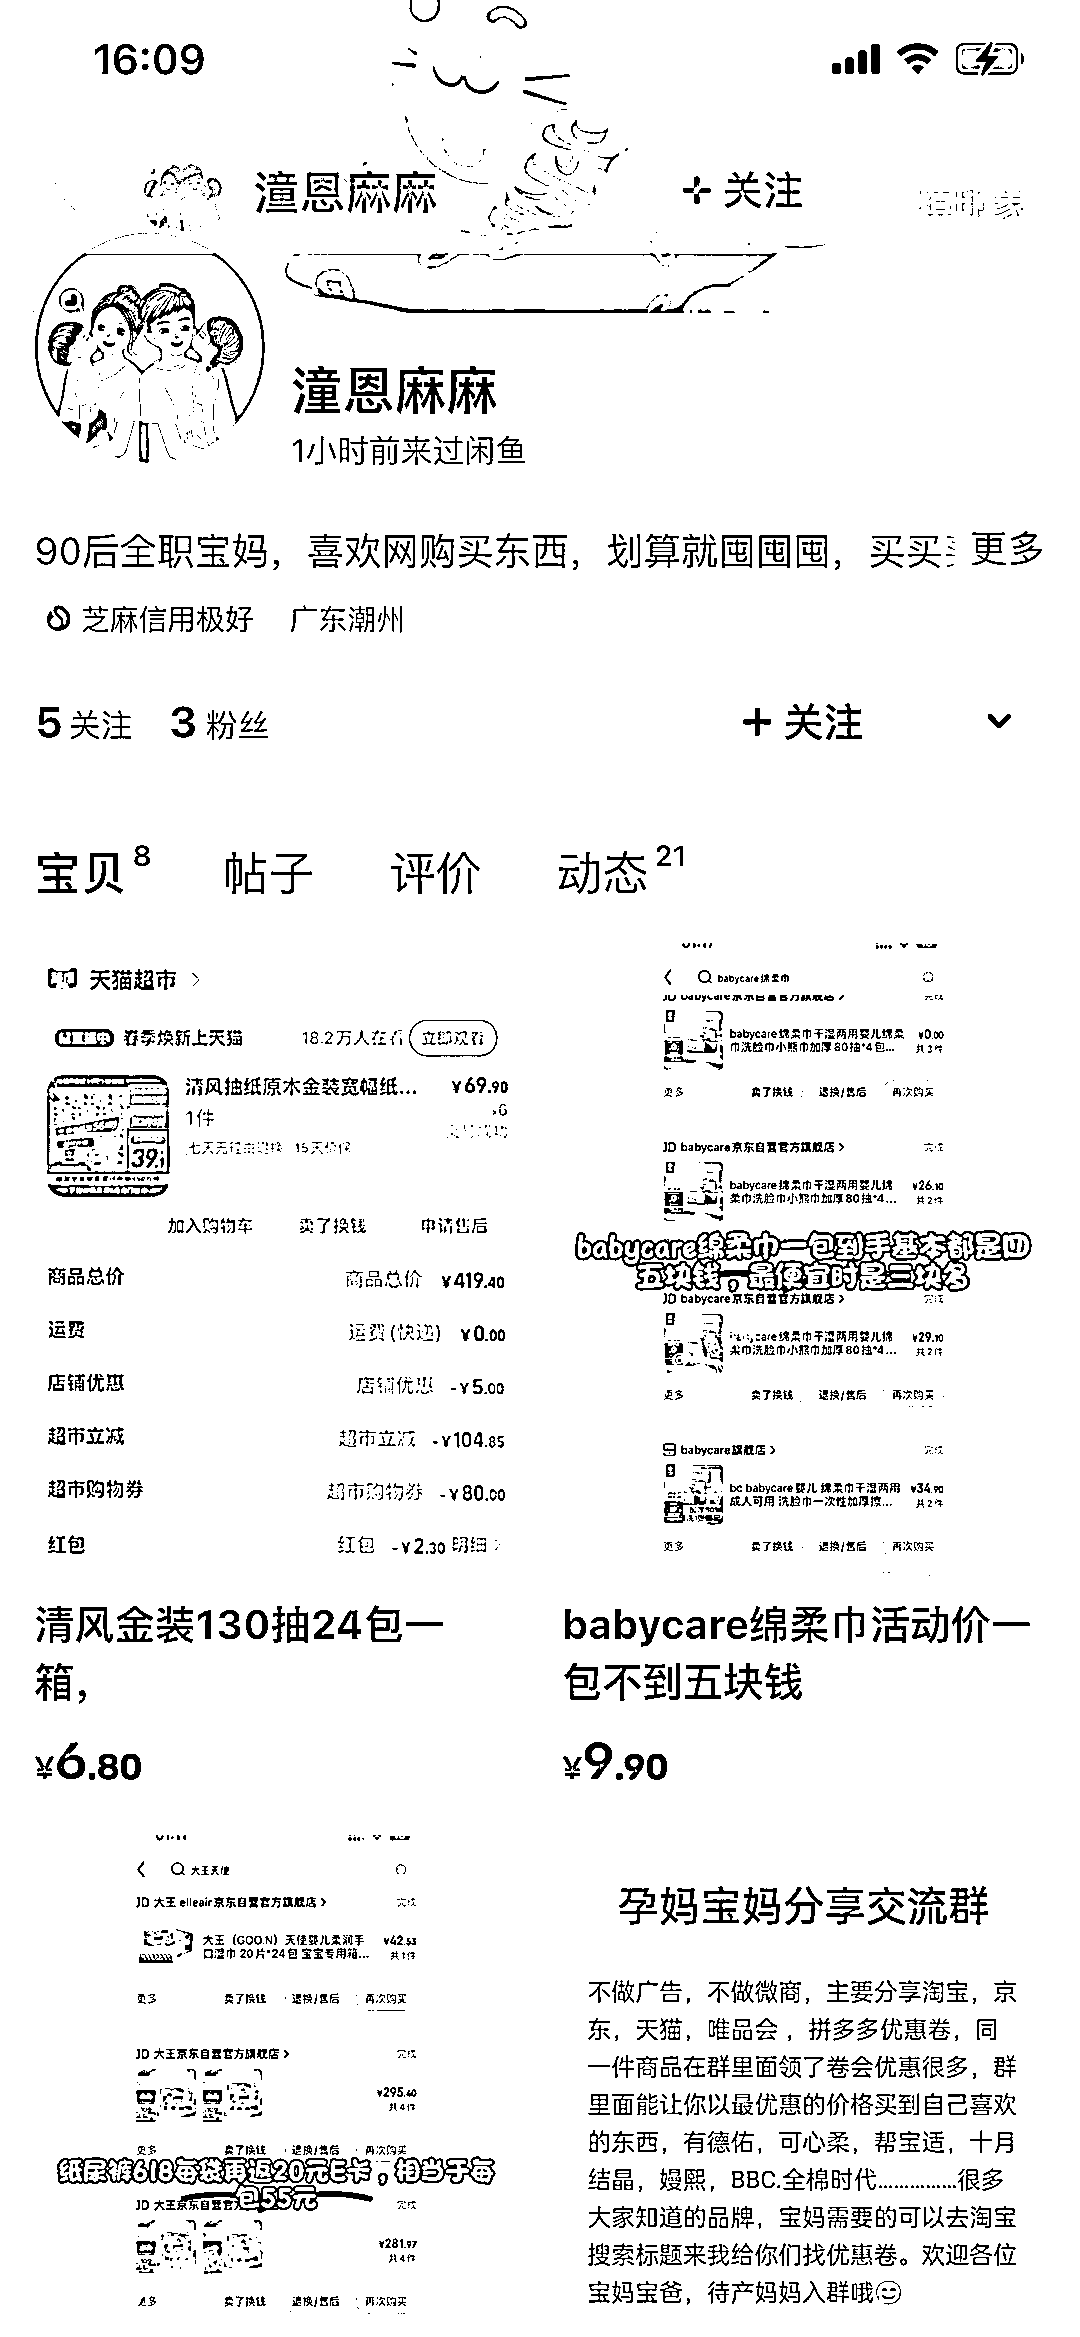 16:09
潼恩麻麻
关注
潼恩麻麻
1小时前来过闲鱼
90后全职宝妈，喜欢网购买东西，划算就囤囤囤，买买
更多
芝麻信用极好 广东潮州
5 关注 3 粉丝
关注
宝贝 8 帖子 评价 动态 21
天猫超市
春季焕新上天猫 18.2万人在看 立即观看
清风抽纸原木金装宽幅纸... ¥69.90
1件 ×6
七天无理由退换 15天价保
39.1
加入购物车 卖了换钱 申请售后
商品总价 商品总价 ¥419.40
运费 运费(快递) ¥0.00
店铺优惠 店铺优惠 -¥5.00
超市立减 超市立减 -¥104.85
超市购物券 超市购物券 -¥80.00
红包 红包 -¥2.30 明细
清风金装130抽24包一
箱，
¥6.80
babycare绵柔巾
JD babycare京东自营官方旗舰店
babycare绵柔巾干湿两用婴儿绵柔 ¥0.00
巾洗脸巾小熊巾加厚80抽*4包...
更多 卖了换钱 退换/售后 再次购买
JD babycare京东自营官方旗舰店 完成
babycare绵柔巾干湿两用婴儿绵 ¥26.10
柔巾洗脸巾小熊巾加厚80抽*4... 共2件
babycare绵柔巾一包到手基本都是四
五块钱，最便宜时是三块多
JD babycare京东自营官方旗舰店 完成
babycare绵柔巾干湿两用婴儿绵 ¥29.10
柔巾洗脸巾小熊巾加厚80抽*4... 共2件
更多 卖了换钱 退换/售后 再次购买
babycare旗舰店 完成
bc babycare婴儿绵柔巾干湿两用 ¥34.90
成人可用 洗脸巾一次性加厚擦... 共2件
更多 卖了换钱 退换/售后 再次购买
babycare绵柔巾活动价一
包不到五块钱
¥9.90
大王天使
JD 大王 elleair京东自营官方旗舰店 完成
大王（GOO.N）天使婴儿柔润手 ¥42.53
口湿巾 20片*24包 宝宝专用箱... 共1件
更多 卖了换钱 退换/售后 再次购买
JD 大王京东自营官方旗舰店 完成
¥295.60
共4件
更多 卖了换钱 退换/售后 再次购买
纸尿裤618每袋再返20元E卡，相当于每
包55元
JD 大王京东自营官方 完成
¥281.97
共4件
更多 卖了换钱 退换/售后 再次购买
孕妈宝妈分享交流群
不做广告，不做微商，主要分享淘宝，京
东，天猫，唯品会 ，拼多多优惠卷，同
一件商品在群里面领了卷会优惠很多，群
里面能让你以最优惠的价格买到自己喜欢
的东西，有德佑，可心柔，帮宝适，十月
结晶，嫚熙，BBC.全棉时代...............很多
大家知道的品牌，宝妈需要的可以去淘宝
搜索标题来我给你们找优惠卷。欢迎各位
宝妈宝爸，待产妈妈入群哦😊